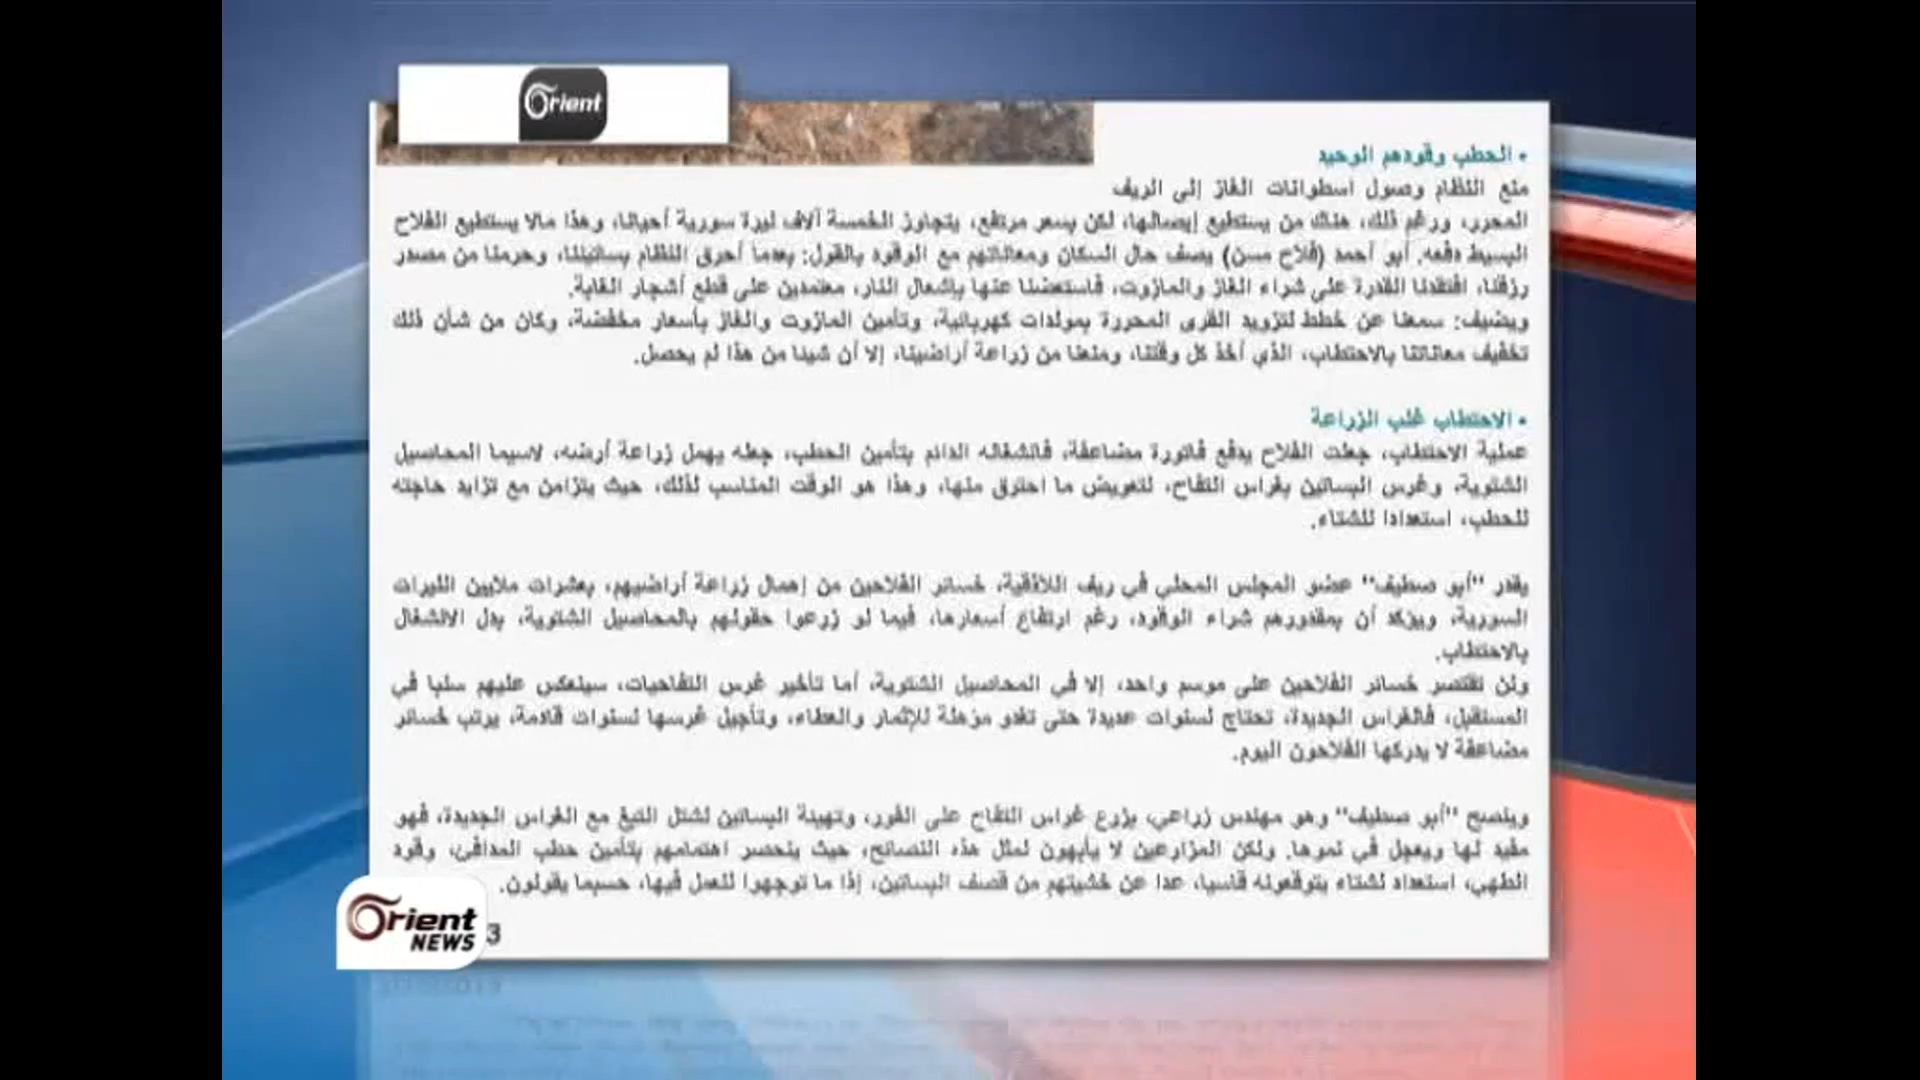 Orient
• الحطب وقودهم الوحيد
منع النظام وصول اسطوانات الغاز إلى الريف
المحرر، ورغم ذلك، هناك من يستطيع إيصالها، لكن بسعر مرتفع، يتجاوز الخمسة آلاف ليرة سورية أحيانا، وهذا مالا يستطيع الفلاح
البسيط دفعه. أبو أحمد (فلاح مسن) يصف حال السكان ومعاناتهم مع الوقود بالقول: بعدما أحرق النظام بساتيننا، وحرمنا من مصدر
رزقنا، افتقدنا القدرة على شراء الغاز والمازوت، فاستعضنا عنها بإشعال النار، معتمدين على قطع أشجار الغابة.
ويضيف: سمعنا عن خطط لتزويد القرى المحررة بمولدات كهربائية، وتأمين المازوت والغاز بأسعار مخفضة، وكان من شأن ذلك
تخفيف معاناتنا بالاحتطاب، الذي أخذ كل وقتنا، ومنعنا من زراعة أراضينا، إلا أن شيئا من هذا لم يحصل.
• الاحتطاب غلب الزراعة
عملية الاحتطاب، جعلت الفلاح يدفع فاتورة مضاعفة، فانشغاله الدائم بتأمين الحطب، جعله يهمل زراعة أرضه، لاسيما المحاصيل
الشتوية، وغرس البساتين بغراس التفاح، لتعويض ما احترق منها، وهذا هو الوقت المناسب لذلك، حيث يتزامن مع تزايد حاجته
للحطب، استعدادا للشتاء.
يقدر "أبو صطيف" عضو المجلس المحلي في ريف اللاذقية، خسائر الفلاحين من إهمال زراعة أراضيهم، بعشرات ملايين الليرات
السورية، ويؤكد أن بمقدورهم شراء الوقود، رغم ارتفاع أسعارها، فيما لو زرعوا حقولهم بالمحاصيل الشتوية، بدل الانشغال
بالاحتطاب.
ولن تقتصر خسائر الفلاحين على موسم واحد، إلا في المحاصيل الشتوية، أما تأخير غرس التفاحيات، سينعكس عليهم سلبا في
المستقبل، فالغراس الجديدة، تحتاج لسنوات عديدة حتى تغدو مؤهلة للإثمار والعطاء، وتأجيل غرسها لسنوات قادمة، يرتب خسائر
مضاعفة لا يدركها الفلاحون اليوم.
وينصح "أبو صطيف" وهو مهندس زراعي، بزرع غراس التفاح على الفور، وتهيئة البساتين لشتل التبغ مع الغراس الجديدة، فهو
مفيد لها ويعجل في نموها. ولكن المزارعين لا يأبهون لمثل هذه النصائح، حيث ينحصر اهتمامهم بتأمين حطب المدافئ، وقود
الطهي، استعداد لشتاء يتوقعونه قاسيا، عدا عن خشيتهم من قصف البساتين، إذا ما توجهوا للعمل فيها، حسبما يقولون.
Orient NEWS
3